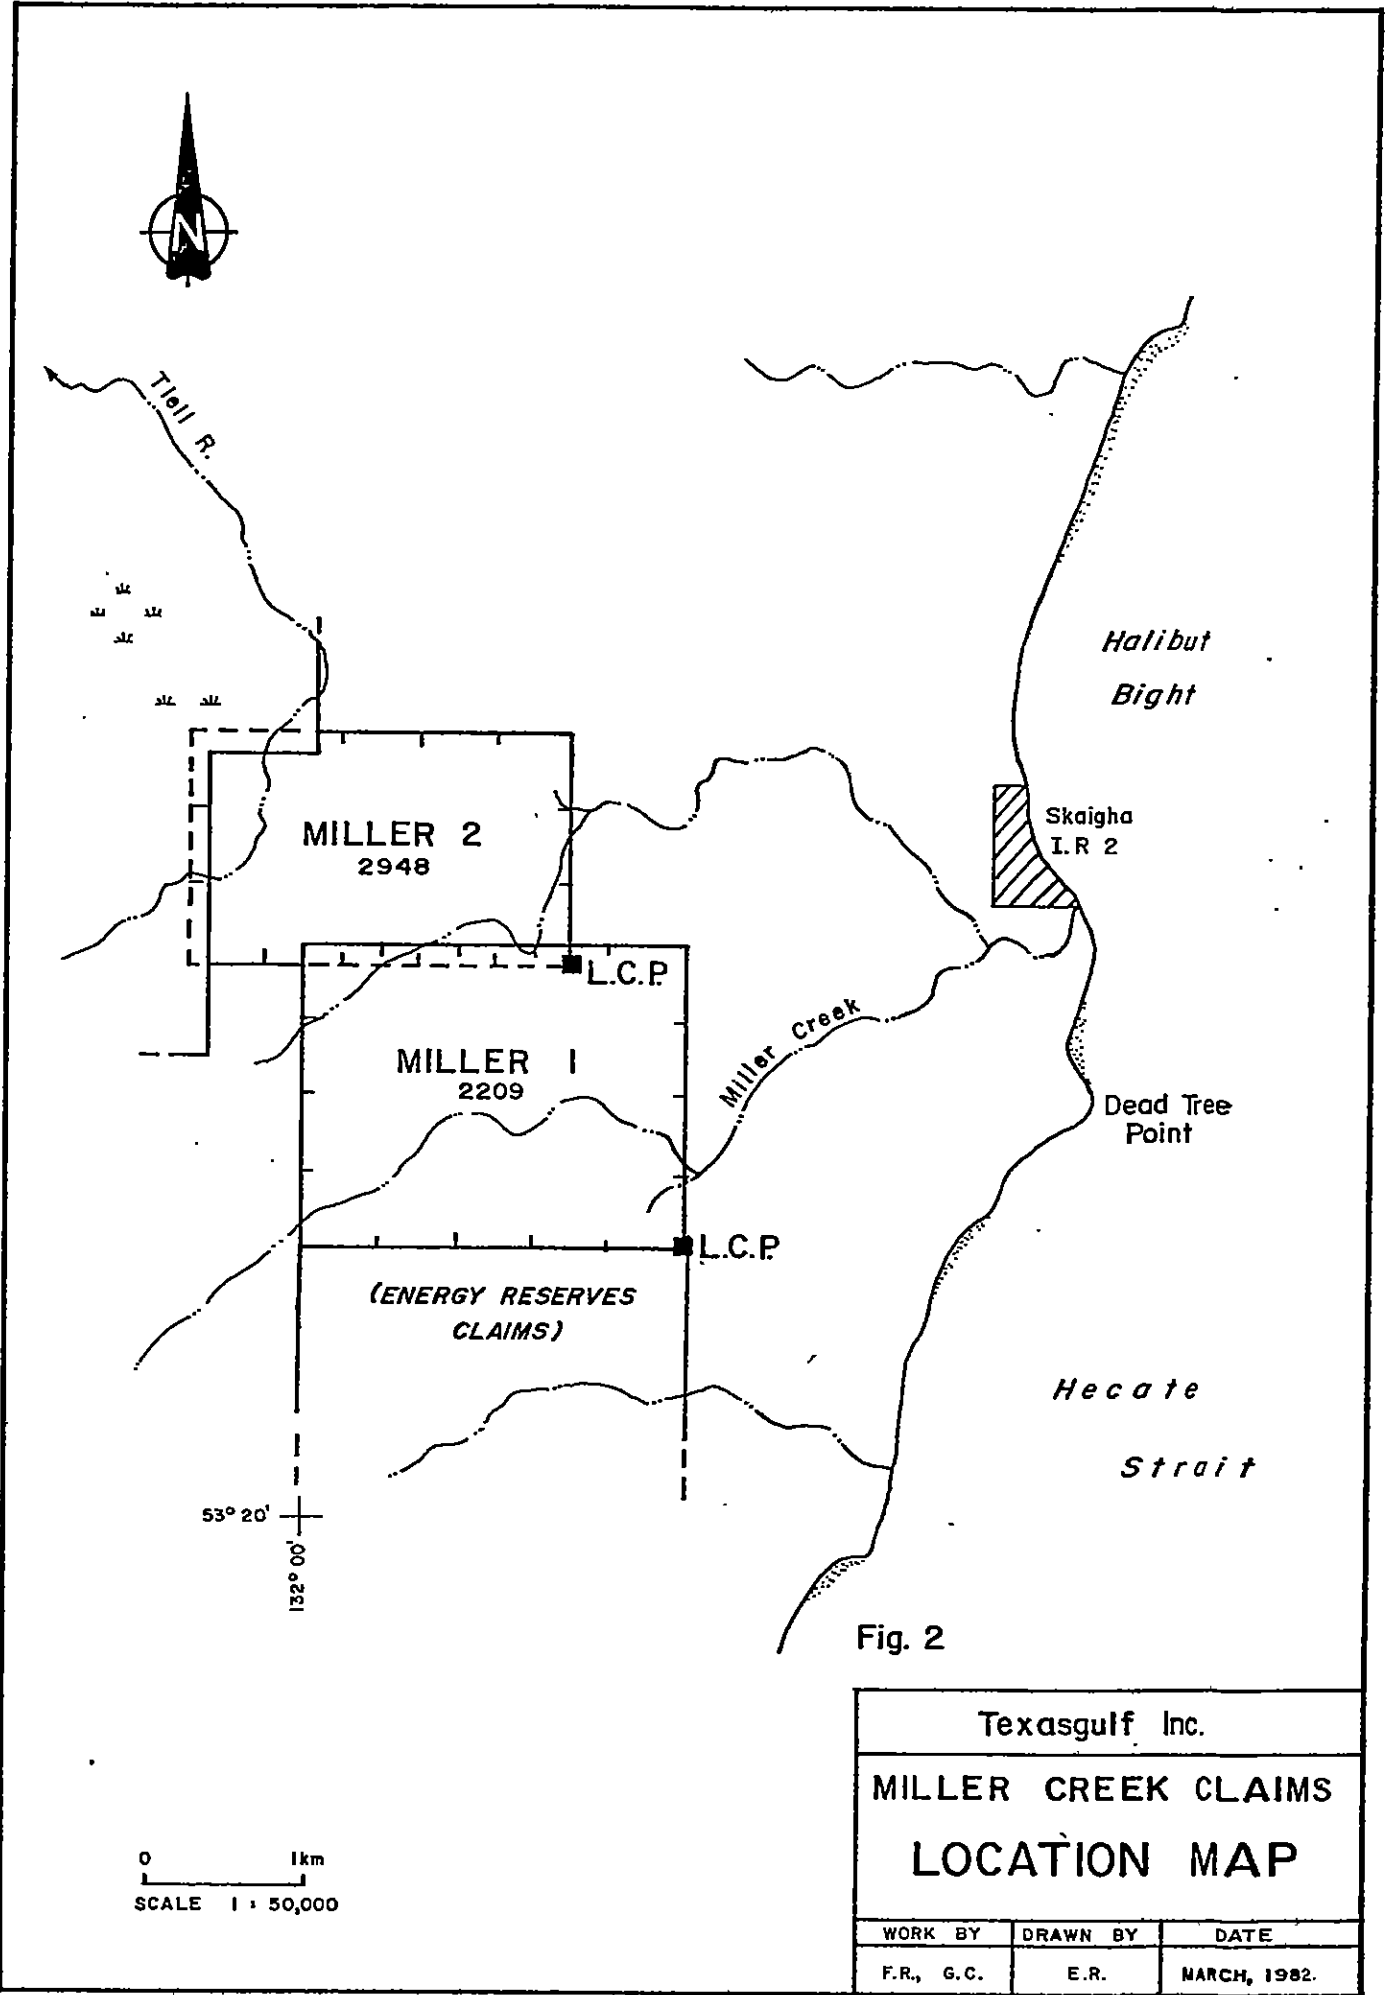 N
Tlell R.
Halibut
Bight
Skaigha
I.R 2
MILLER 2
2948
L.C.P.
MILLER 1
2209
Miller Creek
Dead Tree
Point
L.C.P.
(ENERGY RESERVES
CLAIMS)
Hecate
Strait
53° 20'
132° 00'
Fig. 2
Texasgulf Inc.
MILLER CREEK CLAIMS
LOCATION MAP
0 1km
SCALE 1 : 50,000
WORK BY DRAWN BY DATE
F.R., G.C. E.R. MARCH, 1982.